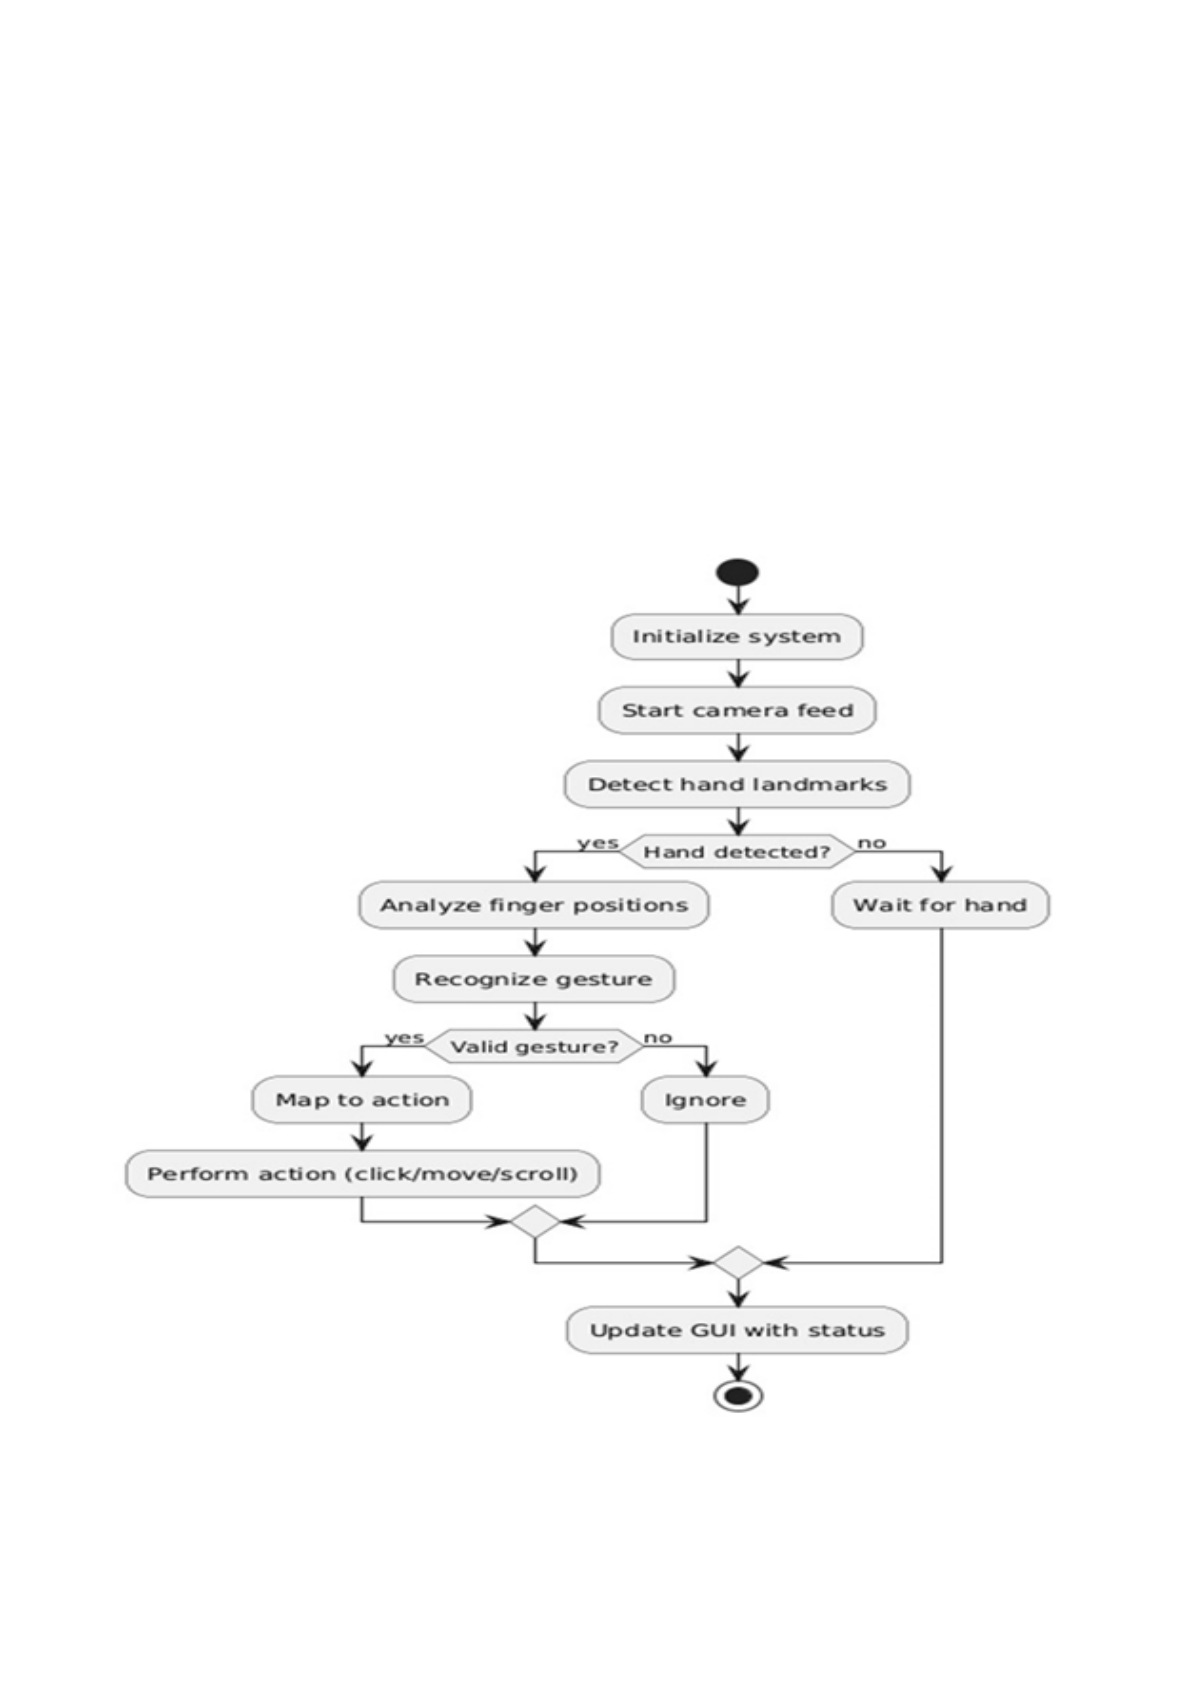 Initialize system
Start camera feed
Detect hand landmarks
yes
Hand detected?
no
Analyze finger positions
Wait for hand
Recognize gesture
yes
Valid gesture?
no
Map to action
Ignore
Perform action (click/move/scroll)
Update GUI with status